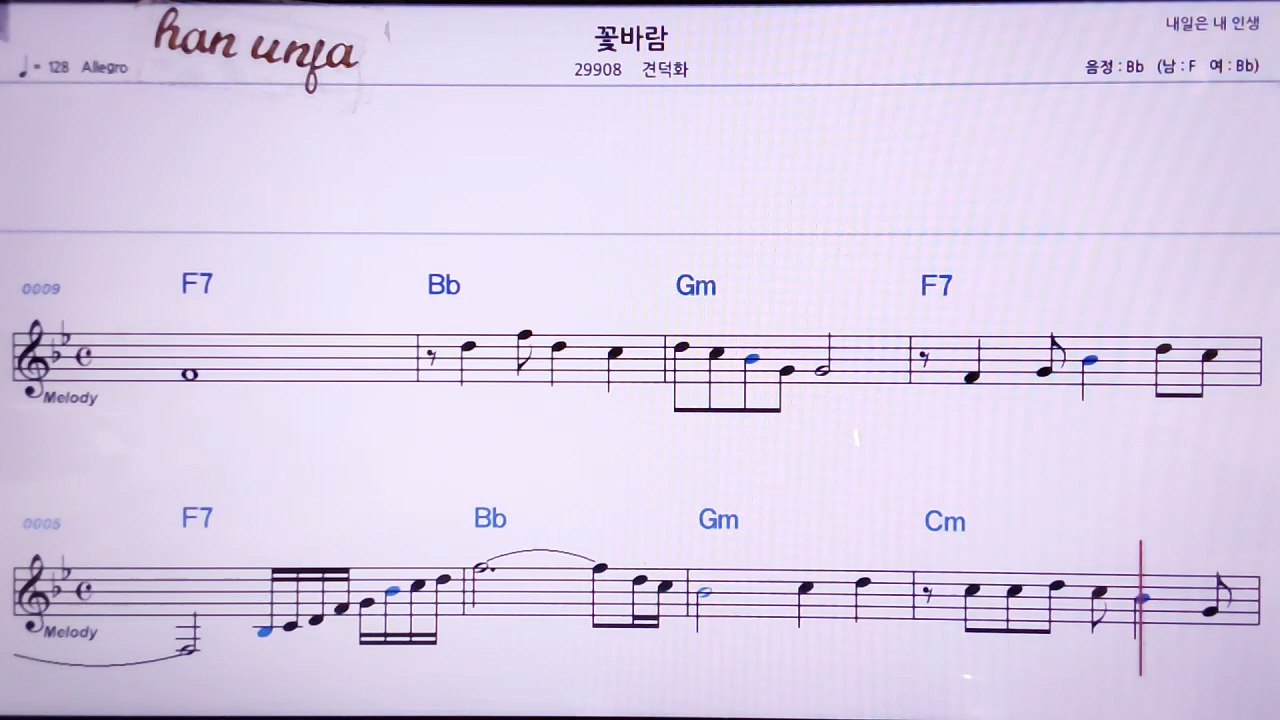 han unja
꽃바람
내일은 내 인생
♩= 128 Allegro
29908 견덕화
음정 : Bb (남 : F 여 : Bb)
0009 F7 Bb Gm F7
Melody
0005 F7 Bb Gm Cm
Melody